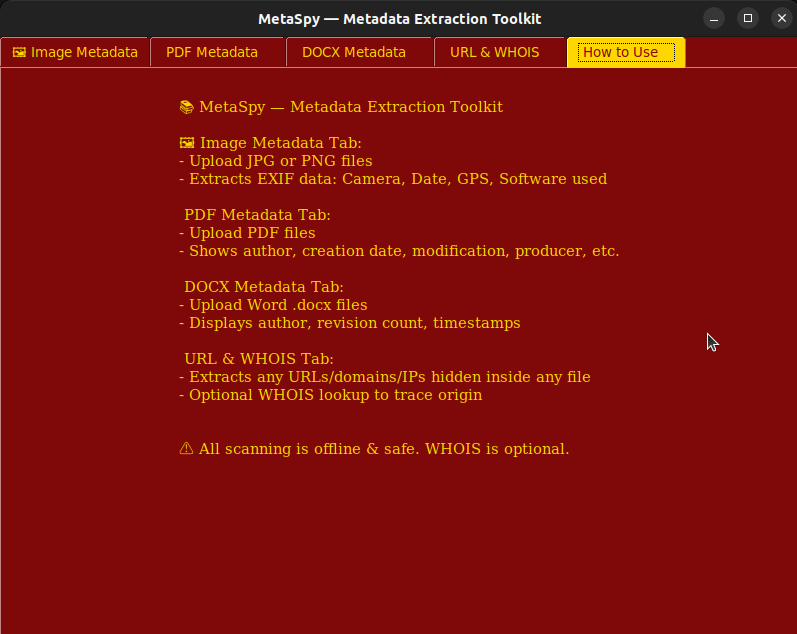 MetaSpy — Metadata Extraction Toolkit
🖼 Image Metadata
PDF Metadata
DOCX Metadata
URL & WHOIS
How to Use
📚 MetaSpy — Metadata Extraction Toolkit
🖼 Image Metadata Tab:
- Upload JPG or PNG files
- Extracts EXIF data: Camera, Date, GPS, Software used
PDF Metadata Tab:
- Upload PDF files
- Shows author, creation date, modification, producer, etc.
DOCX Metadata Tab:
- Upload Word .docx files
- Displays author, revision count, timestamps
URL & WHOIS Tab:
- Extracts any URLs/domains/IPs hidden inside any file
- Optional WHOIS lookup to trace origin
⚠ All scanning is offline & safe. WHOIS is optional.